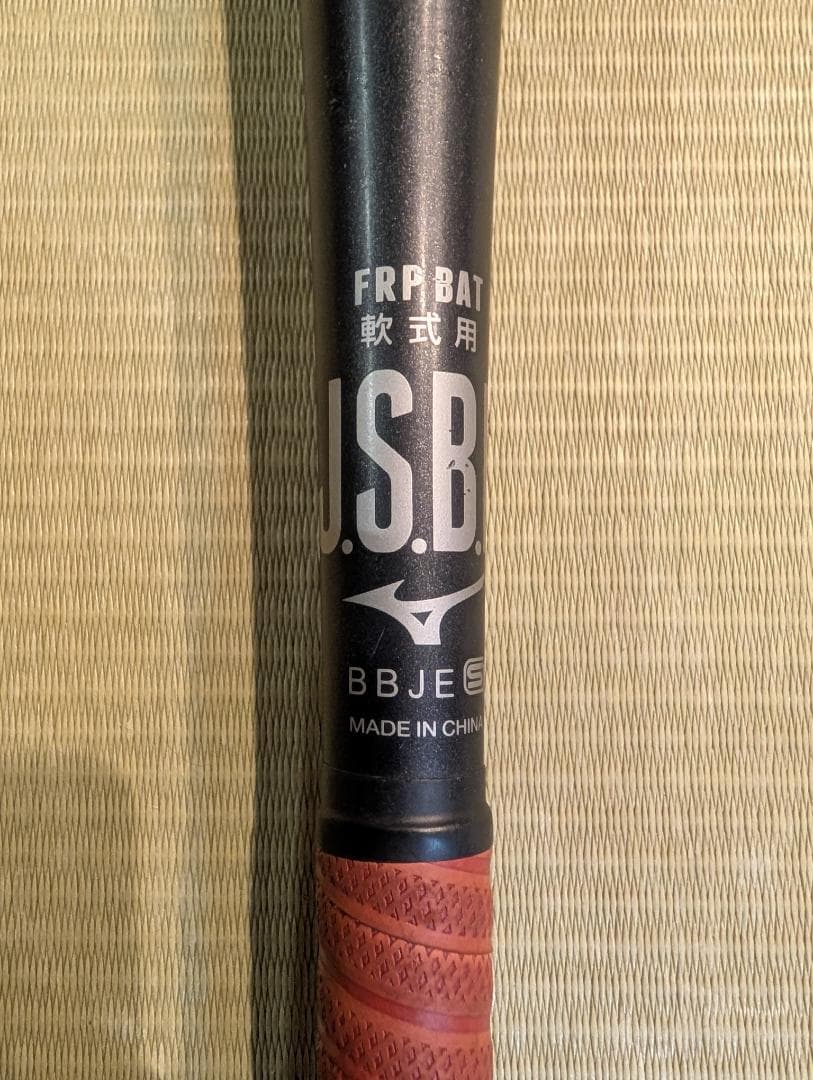 FRP BAT
軟式用
J.S.B.
BBJE S
MADE IN CHINA